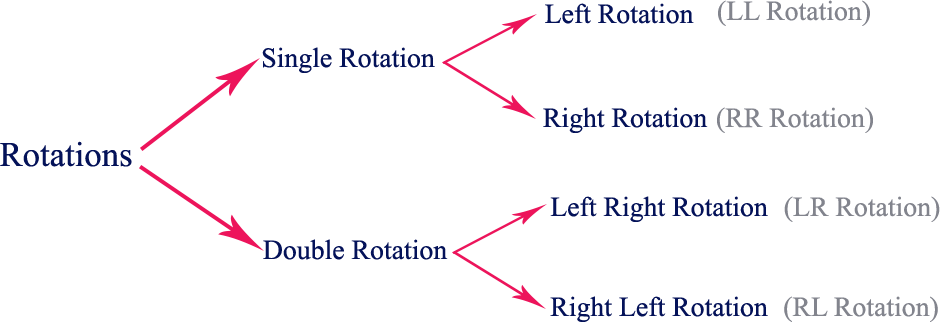 Left Rotation (LL Rotation)
Single Rotation
Right Rotation (RR Rotation)
Rotations
Left Right Rotation (LR Rotation)
Double Rotation
Right Left Rotation (RL Rotation)